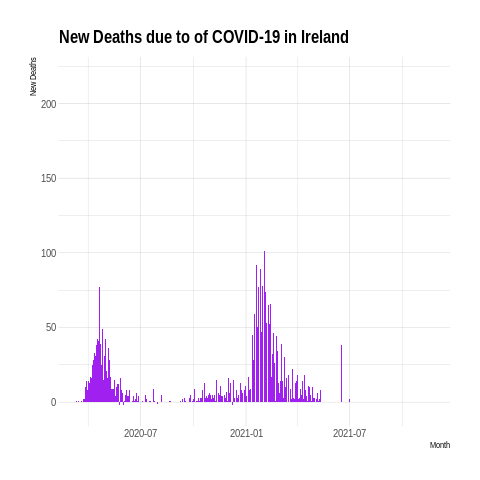 New Deaths due to of COVID-19 in Ireland
New Deaths
200
150
100
50
0
2020-07
2021-01
2021-07
Month